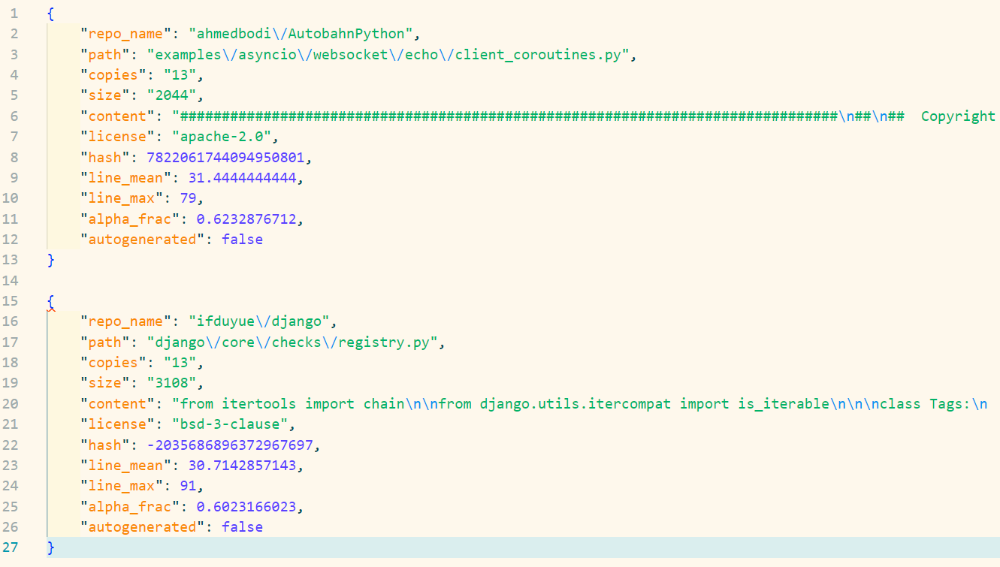 1 {
2 "repo_name": "ahmedbodi\/AutobahnPython",
3 "path": "examples\/asyncio\/websocket\/echo\/client_coroutines.py",
4 "copies": "13",
5 "size": "2044",
6 "content": "###############################################################################\n##\n##  Copyright
7 "license": "apache-2.0",
8 "hash": 7822061744094950801,
9 "line_mean": 31.4444444444,
10 "line_max": 79,
11 "alpha_frac": 0.6232876712,
12 "autogenerated": false
13 }
14
15 {
16 "repo_name": "ifduyue\/django",
17 "path": "django\/core\/checks\/registry.py",
18 "copies": "13",
19 "size": "3108",
20 "content": "from itertools import chain\n\nfrom django.utils.itercompat import is_iterable\n\n\nclass Tags:\n
21 "license": "bsd-3-clause",
22 "hash": -2035686896372967697,
23 "line_mean": 30.7142857143,
24 "line_max": 91,
25 "alpha_frac": 0.6023166023,
26 "autogenerated": false
27 }